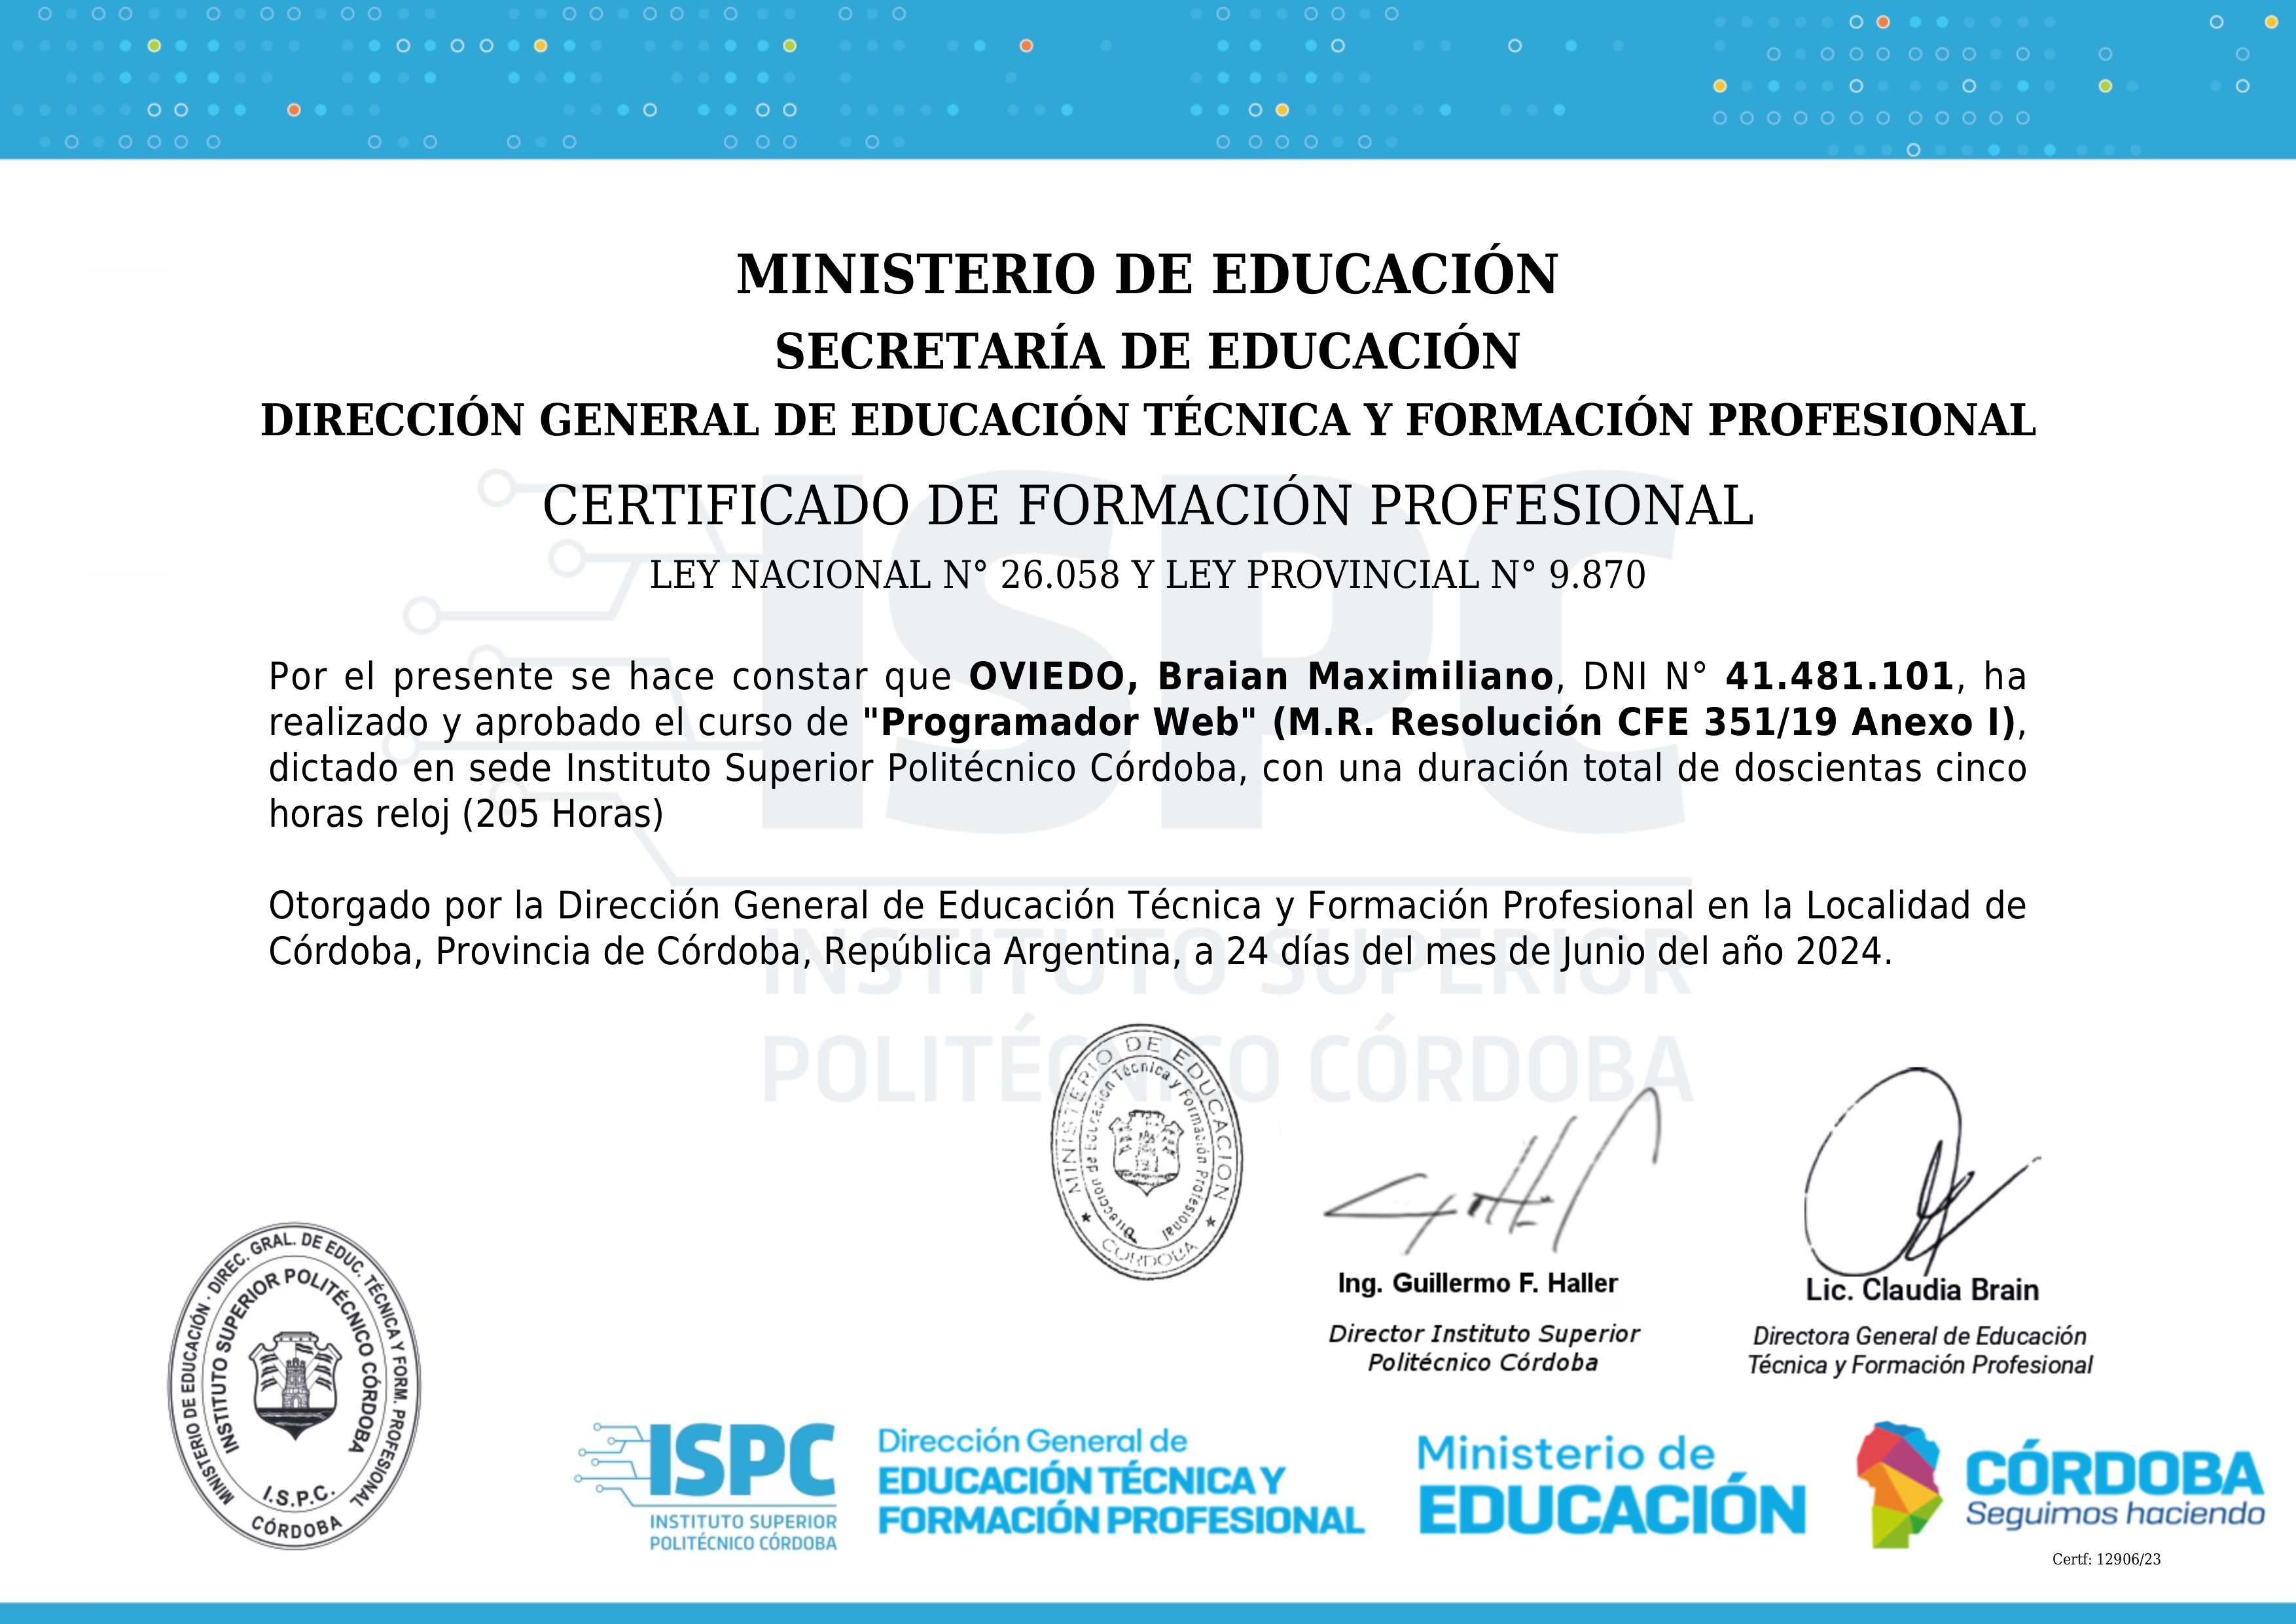 MINISTERIO DE EDUCACIÓN
SECRETARÍA DE EDUCACIÓN
DIRECCIÓN GENERAL DE EDUCACIÓN TÉCNICA Y FORMACIÓN PROFESIONAL
CERTIFICADO DE FORMACIÓN PROFESIONAL
LEY NACIONAL N° 26.058 Y LEY PROVINCIAL N° 9.870
Por el presente se hace constar que OVIEDO, Braian Maximiliano, DNI N° 41.481.101, ha
realizado y aprobado el curso de "Programador Web" (M.R. Resolución CFE 351/19 Anexo I),
dictado en sede Instituto Superior Politécnico Córdoba, con una duración total de doscientas cinco
horas reloj (205 Horas)
Otorgado por la Dirección General de Educación Técnica y Formación Profesional en la Localidad de
Córdoba, Provincia de Córdoba, República Argentina, a 24 días del mes de Junio del año 2024.
ISPC
INSTITUTO SUPERIOR
POLITÉCNICO CÓRDOBA
MINISTERIO DE EDUCACION
Dirección de Educación Técnica y Formación Profesional
CORDOBA
Ing. Guillermo F. Haller
Director Instituto Superior
Politécnico Córdoba
Lic. Claudia Brain
Directora General de Educación
Técnica y Formación Profesional
MINISTERIO DE EDUCACIÓN · DIREC. GRAL. DE EDUC. TÉCNICA Y FORM. PROFESIONAL
INSTITUTO SUPERIOR POLITÉCNICO CÓRDOBA
I.S.P.C.
CÓRDOBA
ISPC
INSTITUTO SUPERIOR
POLITÉCNICO CÓRDOBA
Dirección General de
EDUCACIÓN TÉCNICA Y
FORMACIÓN PROFESIONAL
Ministerio de
EDUCACIÓN
CÓRDOBA
Seguimos haciendo
Certf: 12906/23